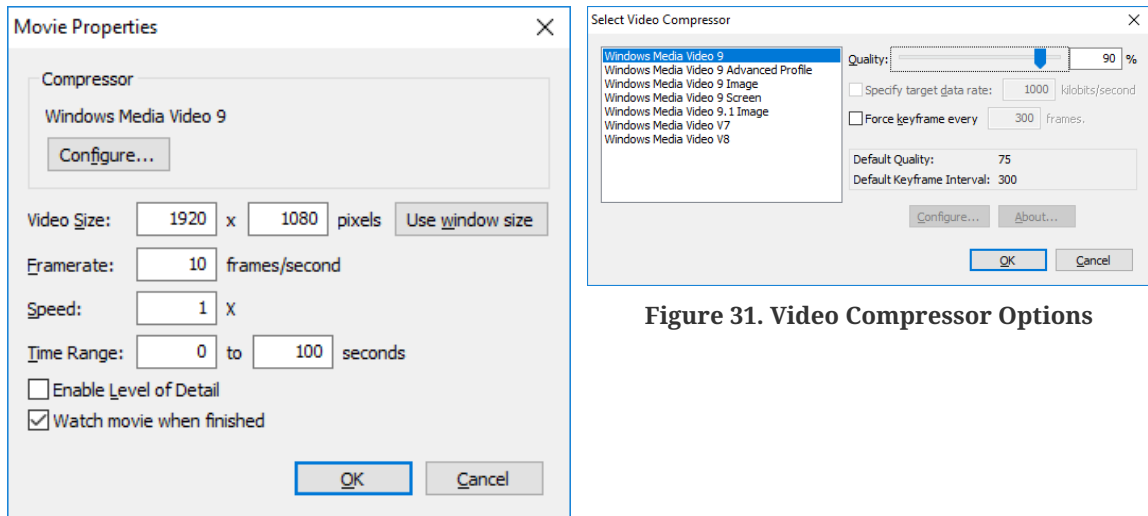 Movie Properties
Compressor
Windows Media Video 9
Configure...
Video Size: 1920 x 1080 pixels Use window size
Framerate: 10 frames/second
Speed: 1 X
Time Range: 0 to 100 seconds
Enable Level of Detail
Watch movie when finished
OK Cancel
Select Video Compressor
Windows Media Video 9
Windows Media Video 9 Advanced Profile
Windows Media Video 9 Image
Windows Media Video 9 Screen
Windows Media Video 9.1 Image
Windows Media Video V7
Windows Media Video V8
Quality: 90 %
Specify target data rate: 1000 kilobits/second
Force keyframe every 300 frames.
Default Quality: 75
Default Keyframe Interval: 300
Configure... About...
OK Cancel
Figure 31. Video Compressor Options